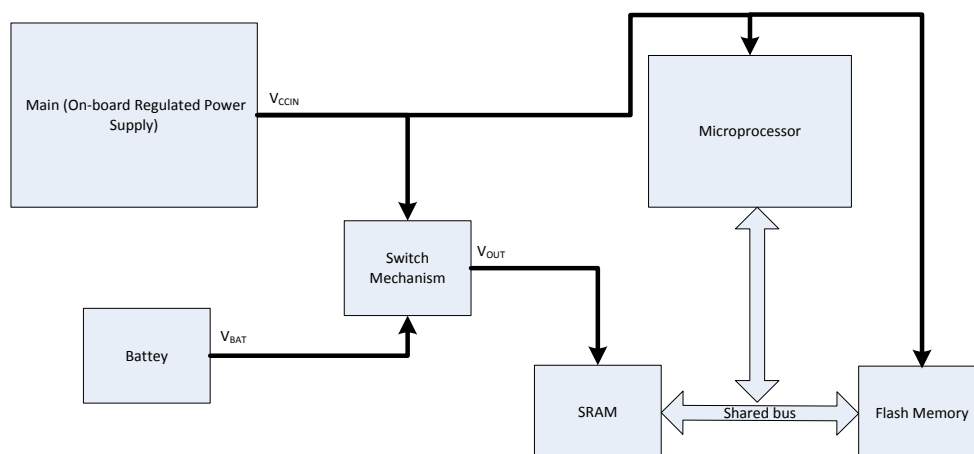 Main (On-board Regulated Power
Supply)
VCCIN
Microprocessor
Switch
Mechanism
VOUT
Battey
VBAT
SRAM
Shared bus
Flash Memory